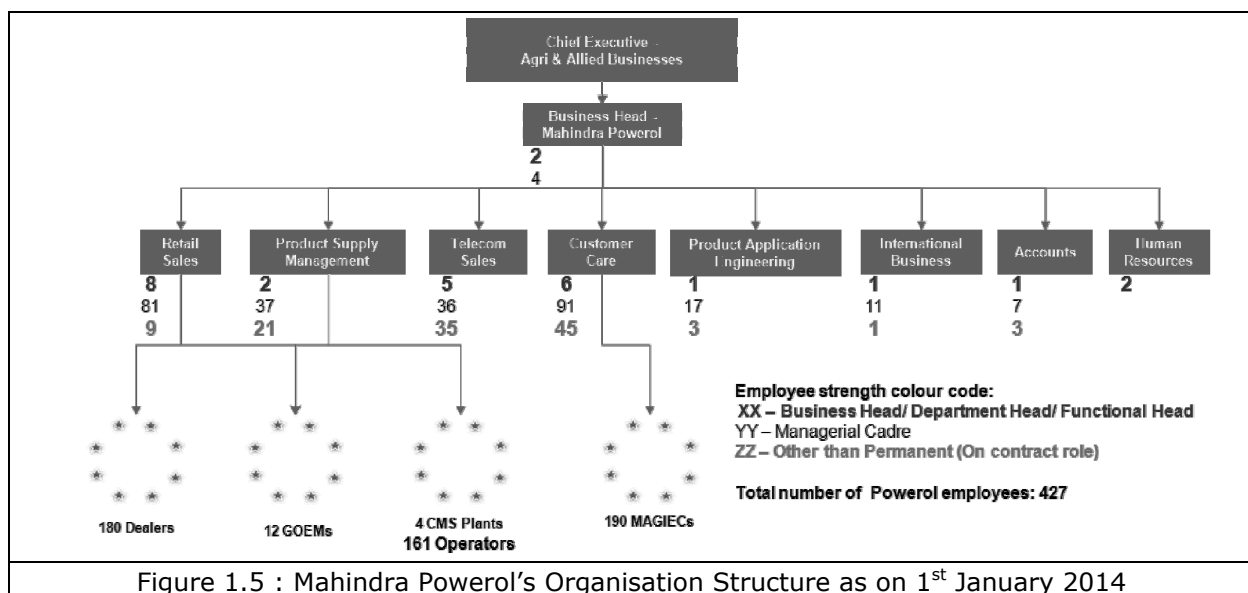 Chief Executive -
Agri & Allied Businesses
Business Head -
Mahindra Powerol
2
4
Retail
Sales
8
81
9
Product Supply
Management
2
37
21
Telecom
Sales
5
36
35
Customer
Care
6
91
45
Product Application
Engineering
1
17
3
International
Business
1
11
1
Accounts
1
7
3
Human
Resources
2
180 Dealers
12 GOEMs
4 CMS Plants
161 Operators
190 MAGIECs
Employee strength colour code:
XX – Business Head/ Department Head/ Functional Head
YY – Managerial Cadre
ZZ – Other than Permanent (On contract role)
Total number of Powerol employees: 427
Figure 1.5 : Mahindra Powerol’s Organisation Structure as on 1st January 2014